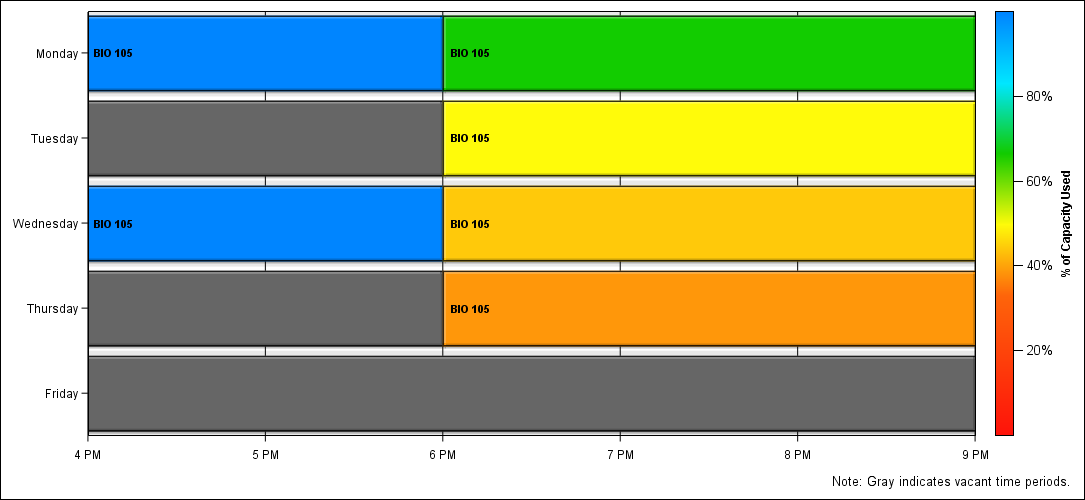 Monday BIO 105 BIO 105
Tuesday BIO 105
Wednesday BIO 105 BIO 105
Thursday BIO 105
Friday
4 PM 5 PM 6 PM 7 PM 8 PM 9 PM
80%
60%
40%
20%
% of Capacity Used
Note: Gray indicates vacant time periods.